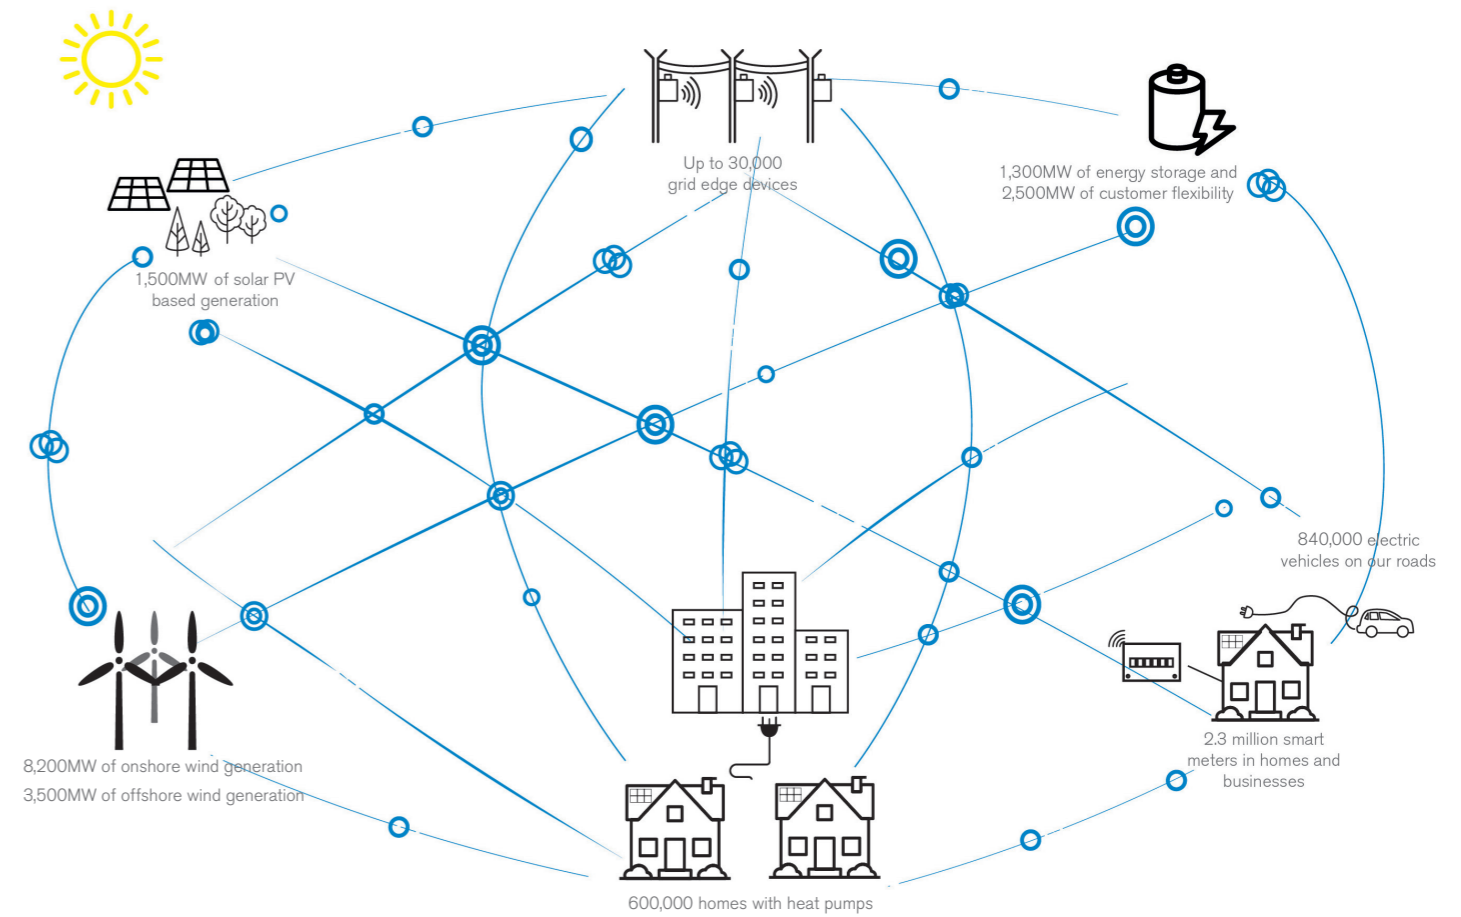 Up to 30,000
grid edge devices
1,300MW of energy storage and
2,500MW of customer flexibility
1,500MW of solar PV
based generation
840,000 electric
vehicles on our roads
8,200MW of onshore wind generation
3,500MW of offshore wind generation
2.3 million smart
meters in homes and
businesses
600,000 homes with heat pumps